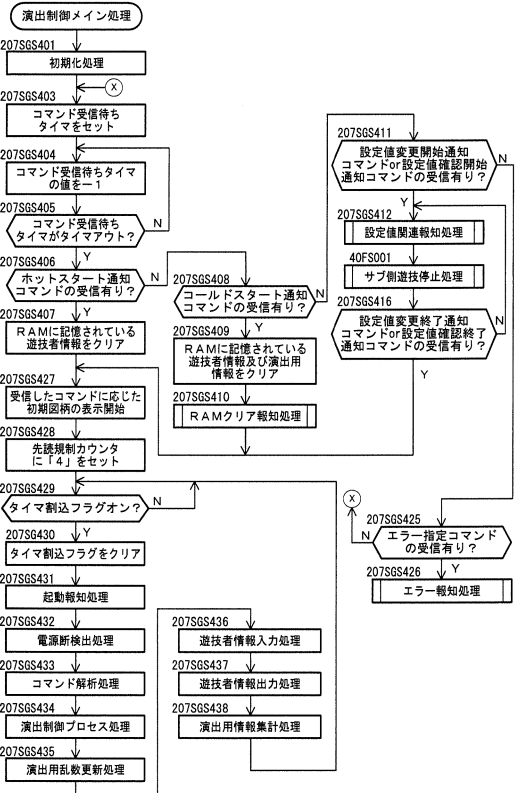 演出制御メイン処理
207SGS401
初期化処理
X
207SGS403
コマンド受信待ち
タイマをセット
207SGS404
コマンド受信待ちタイマ
の値を－1
207SGS405
コマンド受信待ち
タイマがタイマアウト？
N
Y
207SGS406
ホットスタート通知
コマンドの受信有り？
N
Y
207SGS407
RAMに記憶されている
遊技者情報をクリア
207SGS427
受信したコマンドに応じた
初期図柄の表示開始
207SGS428
先読規制カウンタ
に「4」をセット
207SGS429
タイマ割込フラグオン？
N
Y
207SGS430
タイマ割込フラグをクリア
207SGS431
起動報知処理
207SGS432
電源断検出処理
207SGS433
コマンド解析処理
207SGS434
演出制御プロセス処理
207SGS435
演出用乱数更新処理
207SGS408
コールドスタート通知
コマンドの受信有り？
N
Y
207SGS409
RAMに記憶されている
遊技者情報及び演出用
情報をクリア
207SGS410
RAMクリア報知処理
207SGS436
遊技者情報入力処理
207SGS437
遊技者情報出力処理
207SGS438
演出用情報集計処理
207SGS411
設定値変更開始通知
コマンドor設定値確認開始
通知コマンドの受信有り？
N
Y
207SGS412
設定値関連報知処理
40FS001
サブ側遊技停止処理
207SGS416
設定値変更終了通知
コマンドor設定値確認終了
通知コマンドの受信有り？
N
Y
X
207SGS425
エラー指定コマンド
の受信有り？
N
Y
207SGS426
エラー報知処理